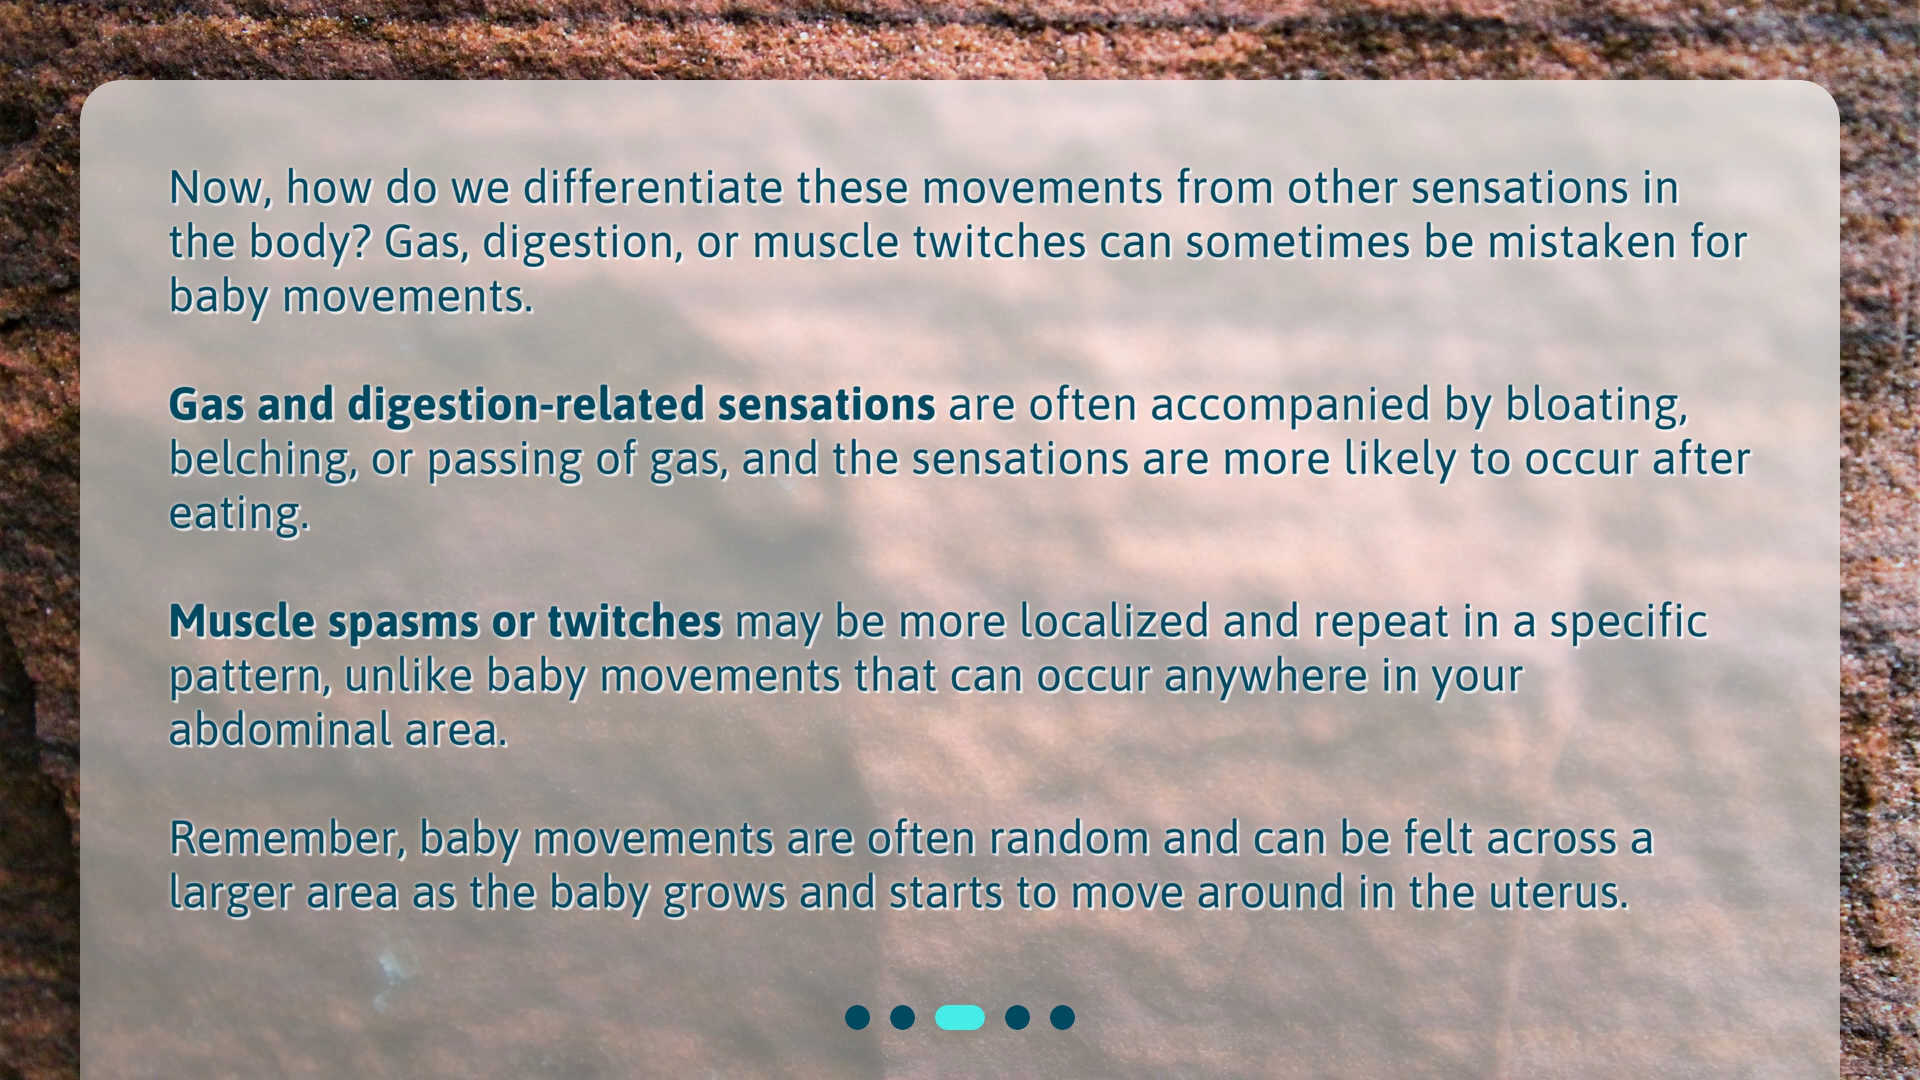 Now, how do we differentiate these movements from other sensations in
the body? Gas, digestion, or muscle twitches can sometimes be mistaken for
baby movements.
Gas and digestion-related sensations are often accompanied by bloating,
belching, or passing of gas, and the sensations are more likely to occur after
eating.
Muscle spasms or twitches may be more localized and repeat in a specific
pattern, unlike baby movements that can occur anywhere in your
abdominal area.
Remember, baby movements are often random and can be felt across a
larger area as the baby grows and starts to move around in the uterus.